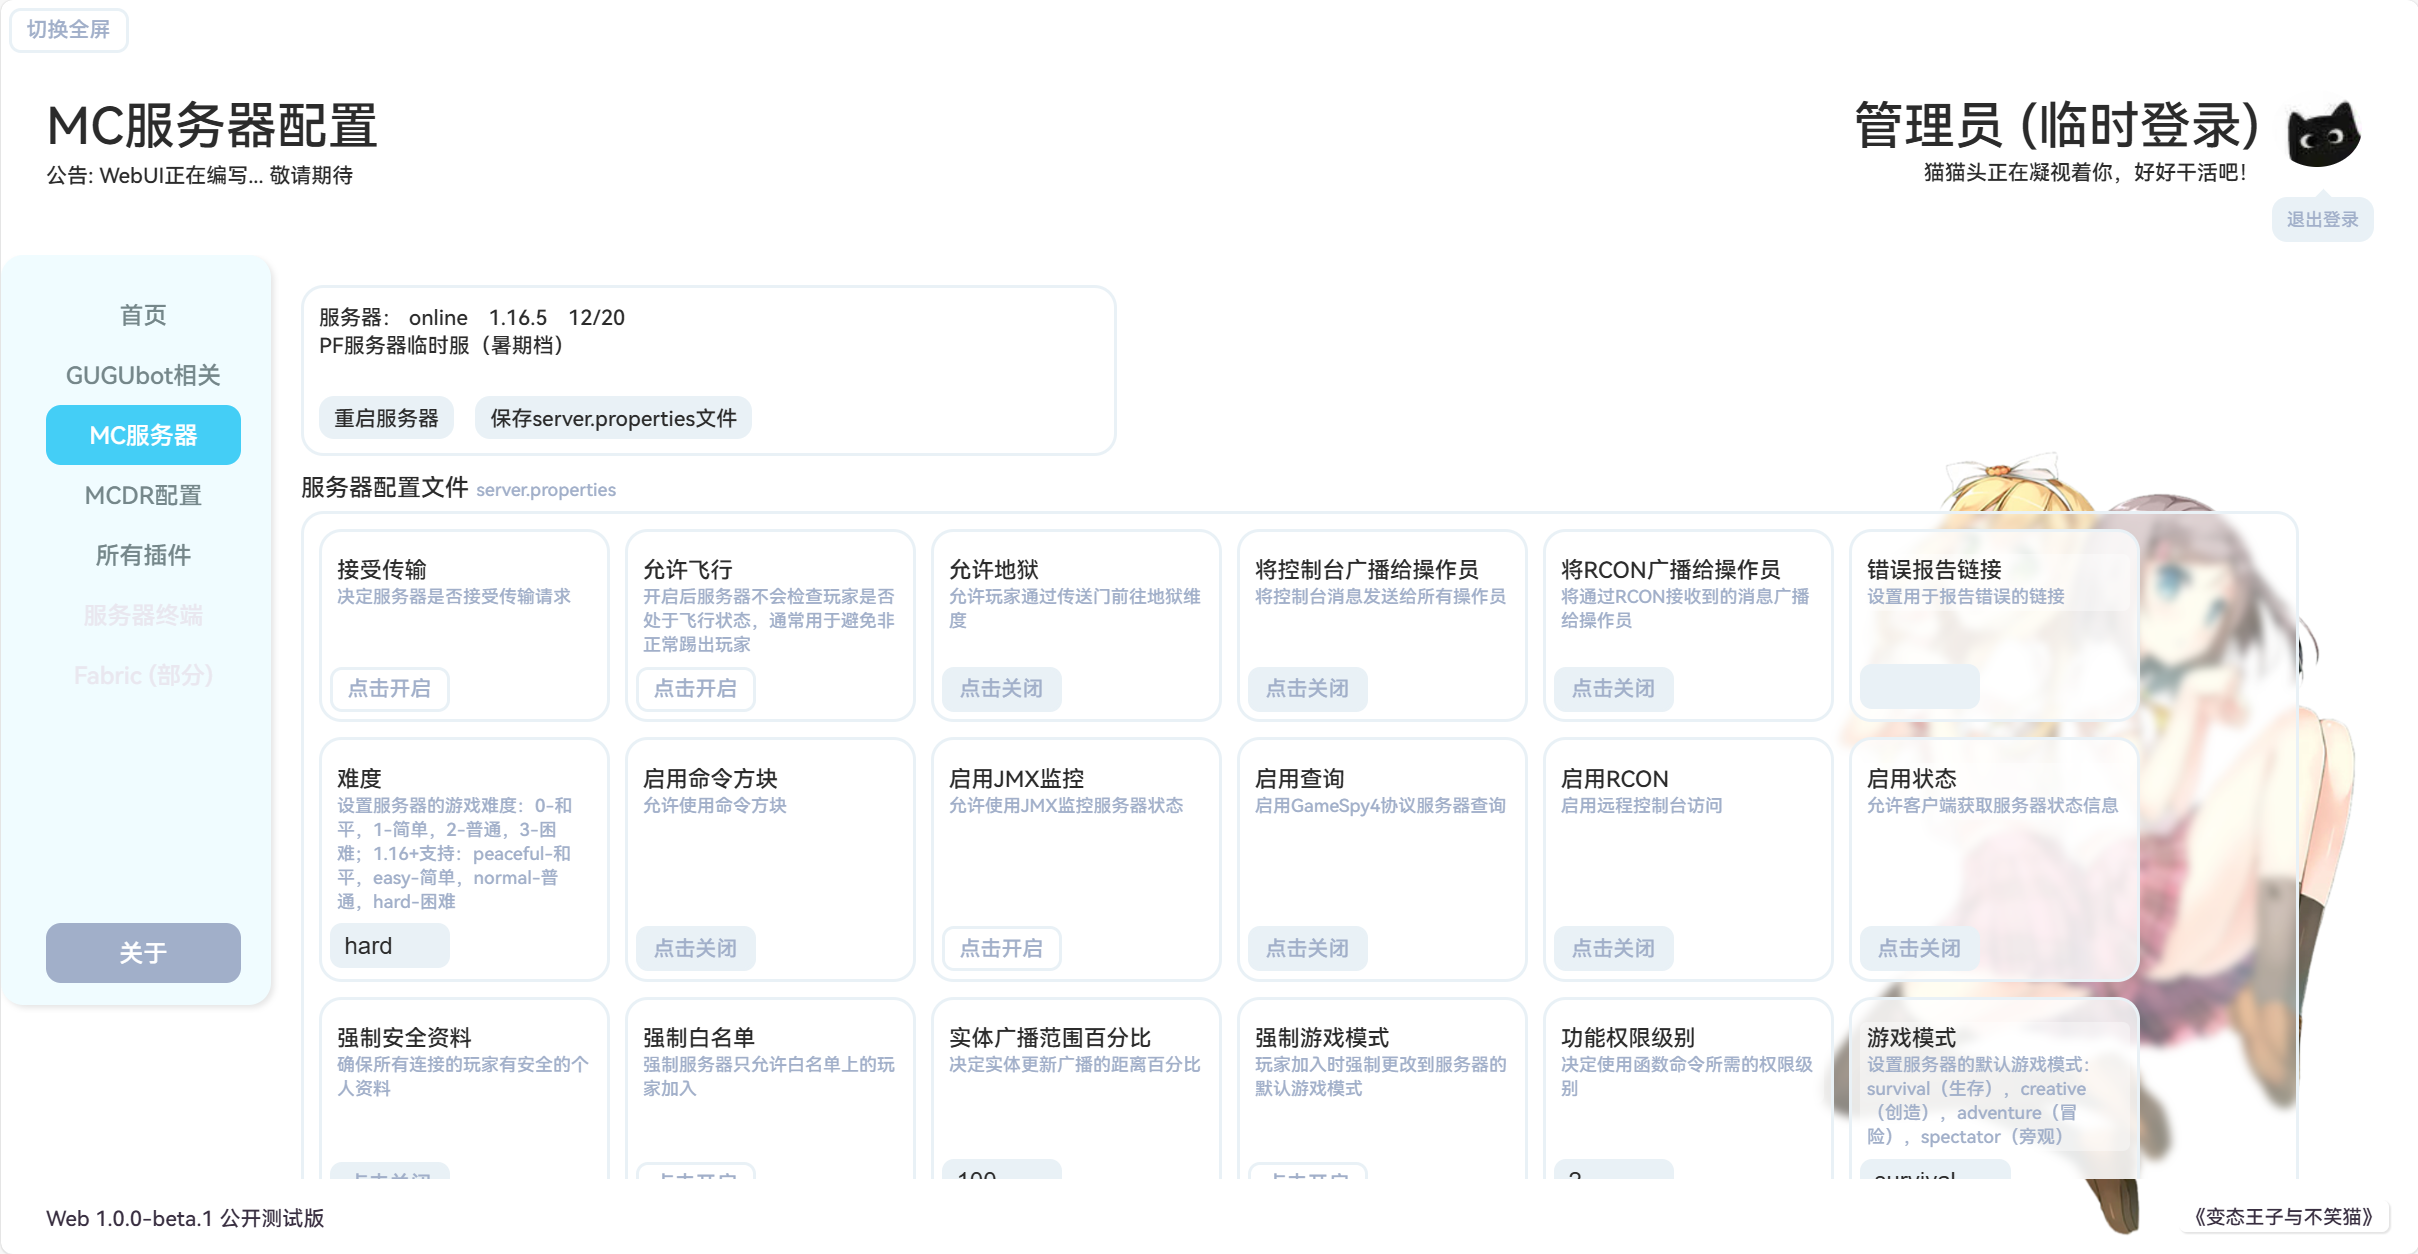 切换全屏
MC服务器配置
公告: WebUI正在编写... 敬请期待
管理员 (临时登录)
猫猫头正在凝视着你，好好干活吧！
退出登录
首页
GUGUbot相关
MC服务器
MCDR配置
所有插件
服务器终端
Fabric (部分)
关于
服务器： online 1.16.5 12/20
PF服务器临时服（暑期档）
重启服务器 保存server.properties文件
服务器配置文件 server.properties
接受传输
决定服务器是否接受传输请求
点击开启
允许飞行
开启后服务器不会检查玩家是否
处于飞行状态，通常用于避免非
正常踢出玩家
点击开启
允许地狱
允许玩家通过传送门前往地狱维
度
点击关闭
将控制台广播给操作员
将控制台消息发送给所有操作员
点击关闭
将RCON广播给操作员
将通过RCON接收到的消息广播
给操作员
点击关闭
错误报告链接
设置用于报告错误的链接
难度
设置服务器的游戏难度：0-和
平，1-简单，2-普通，3-困
难；1.16+支持：peaceful-和
平，easy-简单，normal-普
通，hard-困难
hard
启用命令方块
允许使用命令方块
点击关闭
启用JMX监控
允许使用JMX监控服务器状态
点击开启
启用查询
启用GameSpy4协议服务器查询
点击关闭
启用RCON
启用远程控制台访问
点击关闭
启用状态
允许客户端获取服务器状态信息
点击关闭
强制安全资料
确保所有连接的玩家有安全的个
人资料
点击关闭
强制白名单
强制服务器只允许白名单上的玩
家加入
点击开启
实体广播范围百分比
决定实体更新广播的距离百分比
100
强制游戏模式
玩家加入时强制更改到服务器的
默认游戏模式
点击开启
功能权限级别
决定使用函数命令所需的权限级
别
游戏模式
设置服务器的默认游戏模式：
survival（生存）, creative
（创造）, adventure（冒
险）, spectator（旁观）
survival
Web 1.0.0-beta.1 公开测试版
《变态王子与不笑猫》